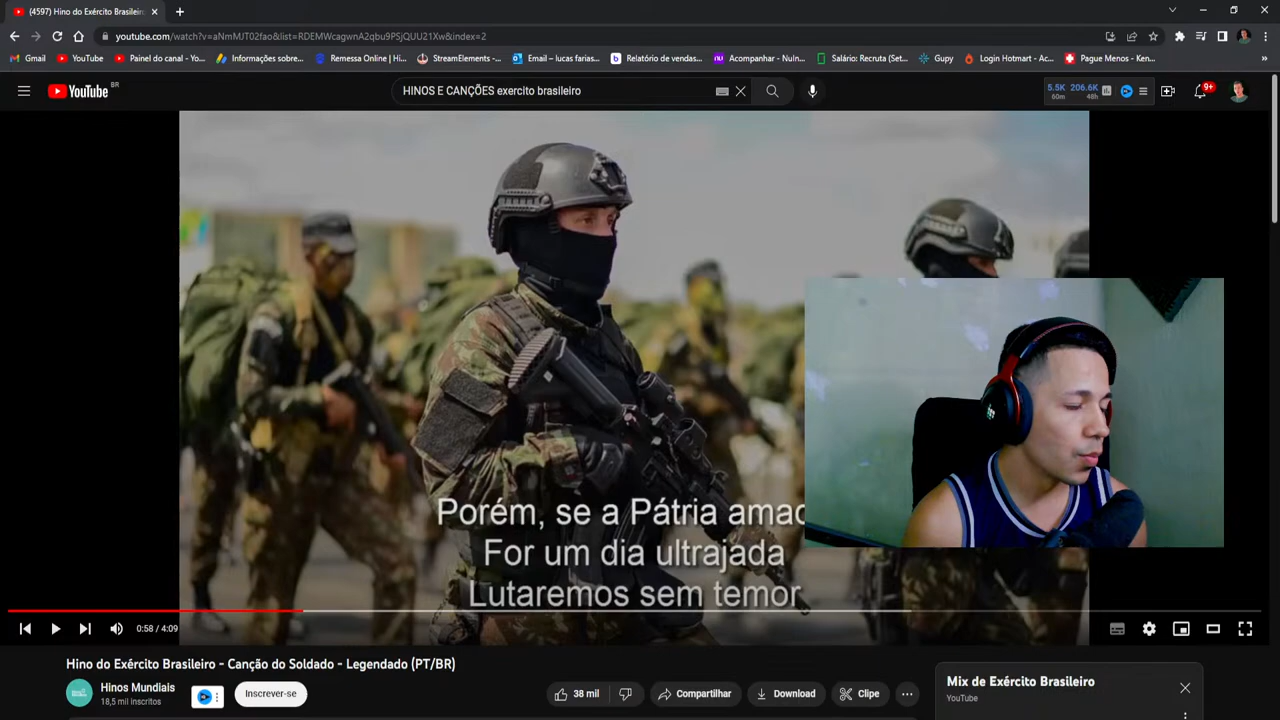 (4597) Hino do Exército Brasileir
youtube.com/watch?v=aNmMJT02fao&list=RDEMWcagwnA2qbu9PSjQUU21Xw&index=2
Gmail
YouTube
Painel do canal - Yo...
Informações sobre...
Remessa Online | Hi...
StreamElements -...
Email – lucas farias...
Relatório de vendas...
Acompanhar - Nuin...
Salário: Recruta (Set...
Gupy
Login Hotmart - Ac...
Pague Menos - Ken...
YouTube BR
HINOS E CANÇÕES exercito brasileiro
5.5K 206.6K
60m 48h
9+
Porém, se a Pátria amad
For um dia ultrajada
Lutaremos sem temor
0:58 / 4:09
Hino do Exército Brasileiro - Canção do Soldado - Legendado (PT/BR)
Hinos Mundiais
18,5 mil inscritos
Inscrever-se
38 mil
Compartilhar
Download
Clipe
Mix de Exército Brasileiro
YouTube